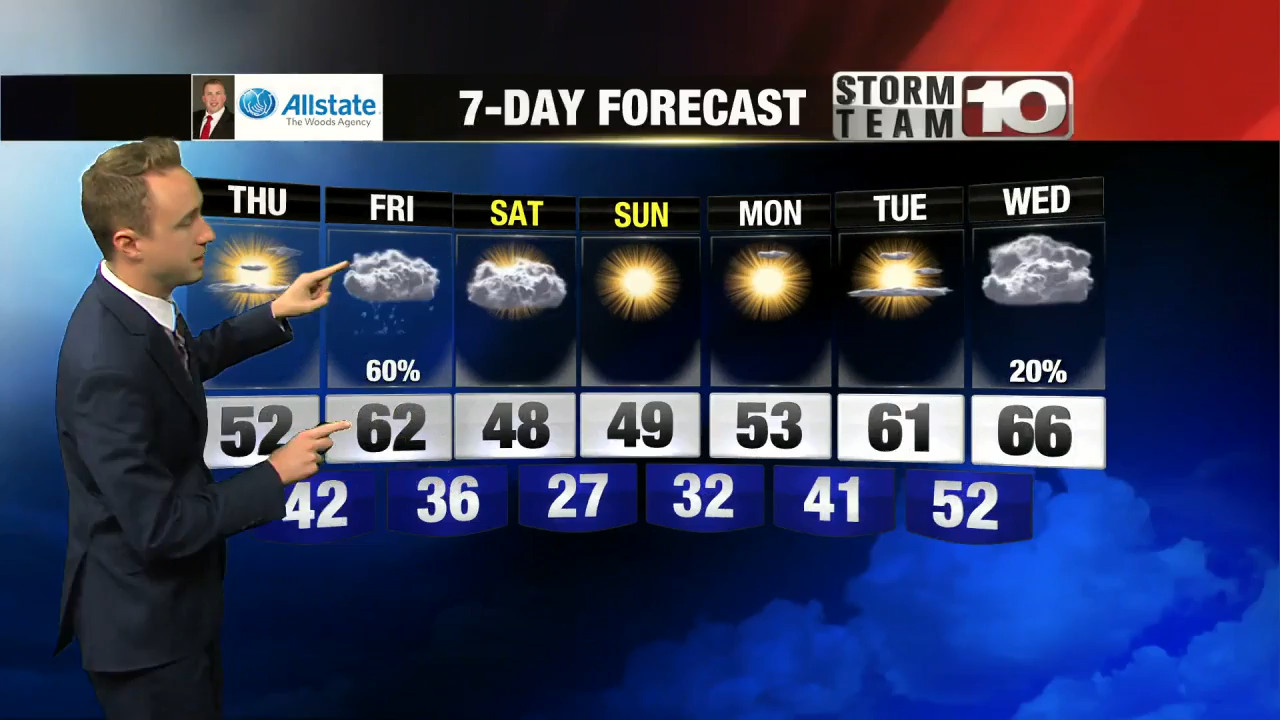 Allstate
The Woods Agency
7-DAY FORECAST
STORM TEAM 10
THU FRI SAT SUN MON TUE WED
60% 20%
52 62 48 49 53 61 66
42 36 27 32 41 52